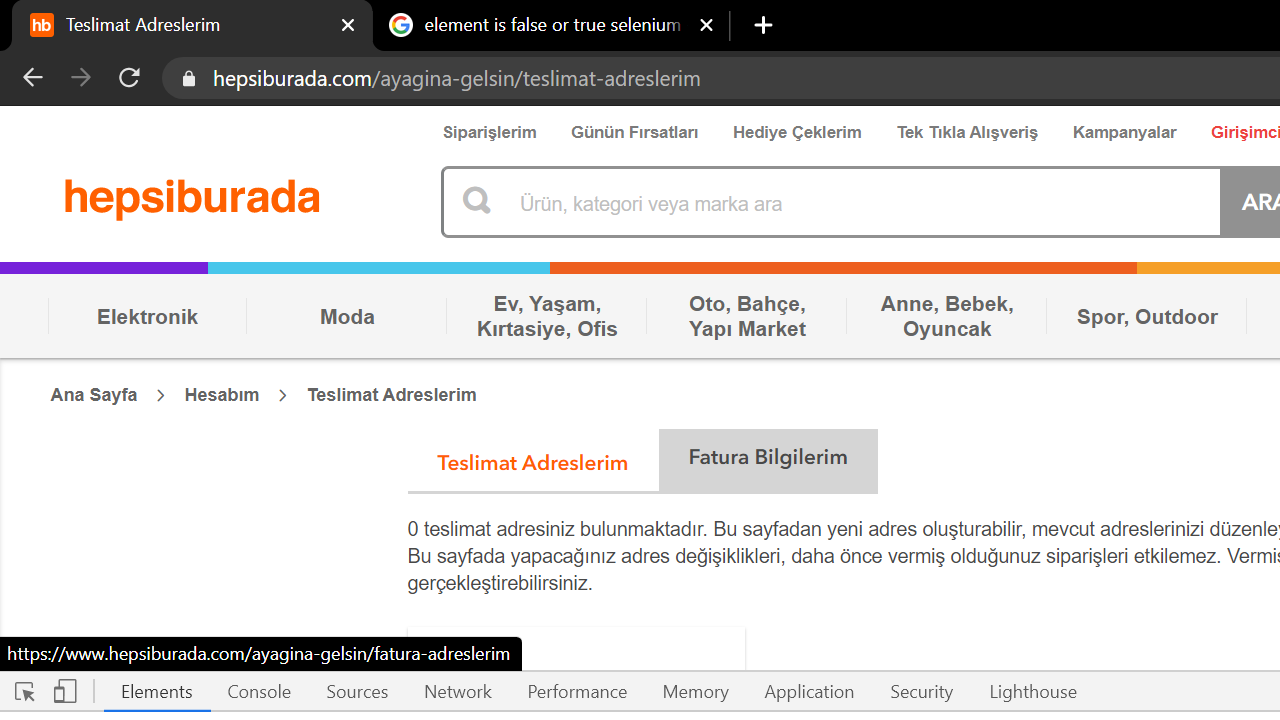 hb Teslimat Adreslerim
element is false or true selenium
hepsiburada.com/ayagina-gelsin/teslimat-adreslerim
Siparişlerim Günün Fırsatları Hediye Çeklerim Tek Tıkla Alışveriş Kampanyalar Girişimci
hepsiburada
Ürün, kategori veya marka ara
ARA
Elektronik
Moda
Ev, Yaşam,
Kırtasiye, Ofis
Oto, Bahçe,
Yapı Market
Anne, Bebek,
Oyuncak
Spor, Outdoor
Ana Sayfa > Hesabım > Teslimat Adreslerim
Teslimat Adreslerim
Fatura Bilgilerim
0 teslimat adresiniz bulunmaktadır. Bu sayfadan yeni adres oluşturabilir, mevcut adreslerinizi düzenley
Bu sayfada yapacağınız adres değişiklikleri, daha önce vermiş olduğunuz siparişleri etkilemez. Vermiş
gerçekleştirebilirsiniz.
https://www.hepsiburada.com/ayagina-gelsin/fatura-adreslerim
Elements Console Sources Network Performance Memory Application Security Lighthouse